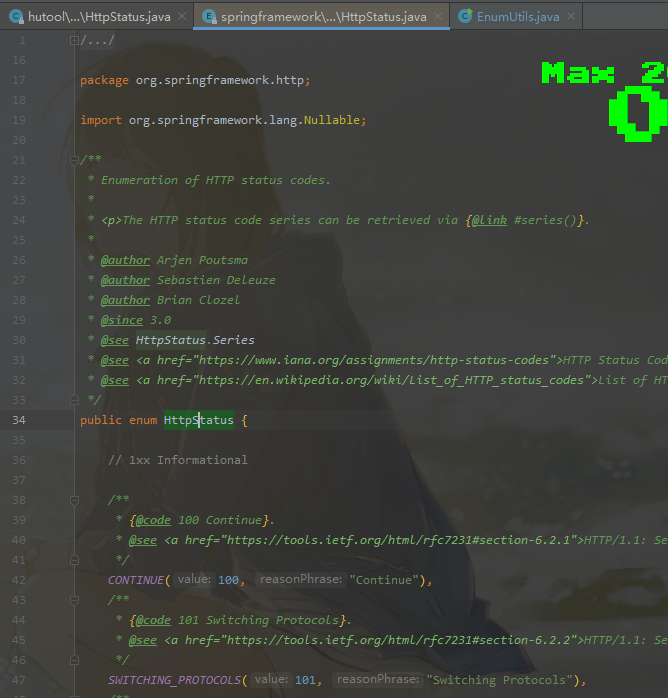 hutool\...\HttpStatus.java springframework\...\HttpStatus.java EnumUtils.java
1 /.../
16
17 package org.springframework.http;
18
19 import org.springframework.lang.Nullable;
20
21 /**
22 * Enumeration of HTTP status codes.
23 *
24 * <p>The HTTP status code series can be retrieved via {@link #series()}.
25 *
26 * @author Arjen Poutsma
27 * @author Sebastien Deleuze
28 * @author Brian Clozel
29 * @since 3.0
30 * @see HttpStatus.Series
31 * @see <a href="https://www.iana.org/assignments/http-status-codes">HTTP Status Cod
32 * @see <a href="https://en.wikipedia.org/wiki/List_of_HTTP_status_codes">List of HT
33 */
34 public enum HttpStatus {
35
36 // 1xx Informational
37
38 /**
39 * {@code 100 Continue}.
40 * @see <a href="https://tools.ietf.org/html/rfc7231#section-6.2.1">HTTP/1.1: Se
41 */
42 CONTINUE( value: 100, reasonPhrase: "Continue"),
43 /**
44 * {@code 101 Switching Protocols}.
45 * @see <a href="https://tools.ietf.org/html/rfc7231#section-6.2.2">HTTP/1.1: Se
46 */
47 SWITCHING_PROTOCOLS( value: 101, reasonPhrase: "Switching Protocols"),
/**
Max 2
0